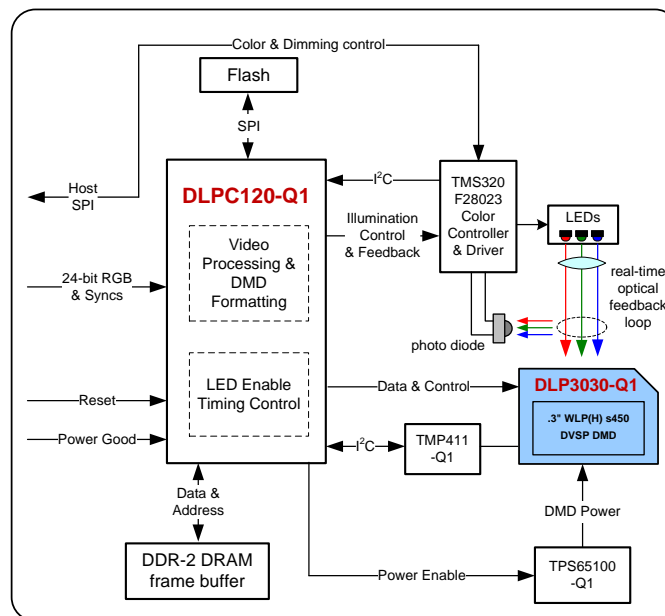 Color & Dimming control
Flash
SPI
Host
SPI
DLPC120-Q1
I²C
TMS320
F28023
Color
Controller
& Driver
LEDs
Illumination
Control
& Feedback
Video
Processing &
DMD
Formatting
24-bit RGB
& Syncs
real-time
optical
feedback
loop
photo diode
LED Enable
Timing Control
Data & Control
DLP3030-Q1
.3" WLP(H) s450
DVSP DMD
Reset
Power Good
I²C
TMP411
-Q1
Data &
Address
DMD Power
DDR-2 DRAM
frame buffer
Power Enable
TPS65100
-Q1